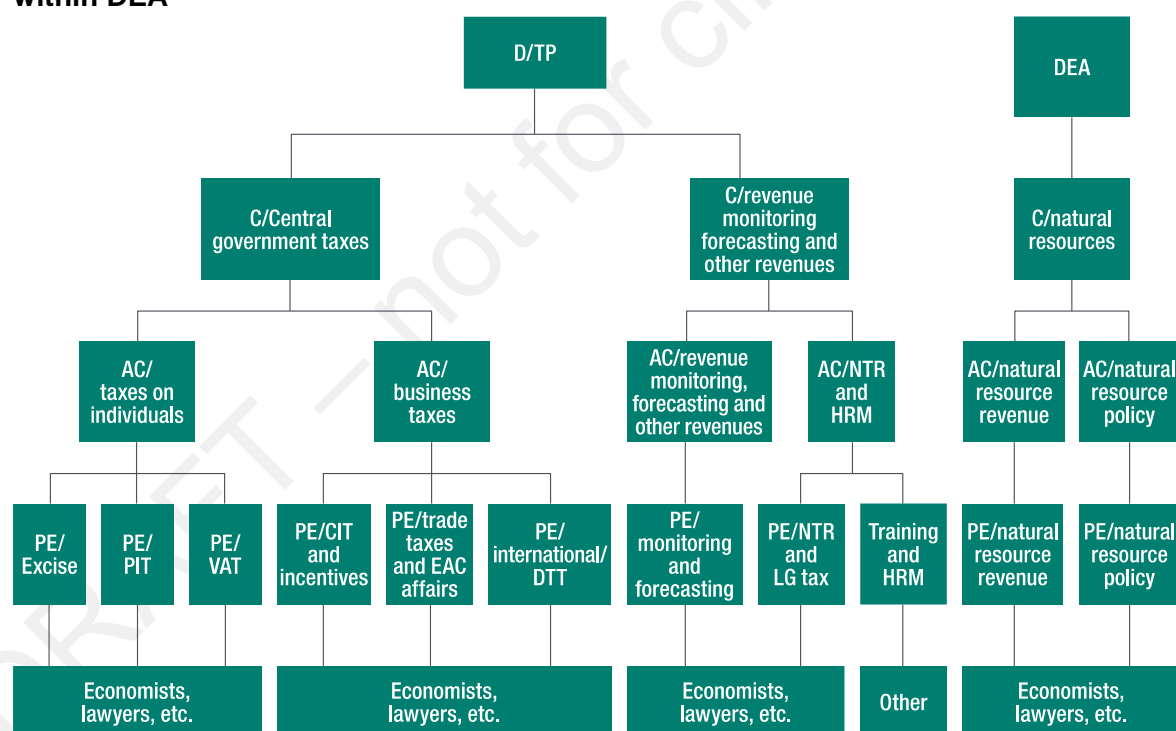 within DEA
D/TP
DEA
C/Central
government taxes
C/revenue
monitoring
forecasting and
other revenues
C/natural
resources
AC/
taxes on
individuals
AC/
business
taxes
AC/revenue
monitoring,
forecasting and
other revenues
AC/NTR
and
HRM
AC/natural
resource
revenue
AC/natural
resource
policy
PE/
Excise
PE/
PIT
PE/
VAT
PE/CIT
and
incentives
PE/trade
taxes
and EAC
affairs
PE/
international/
DTT
PE/
monitoring
and
forecasting
PE/NTR
and
LG tax
Training
and
HRM
PE/natural
resource
revenue
PE/natural
resource
policy
Economists,
lawyers, etc.
Economists,
lawyers, etc.
Economists,
lawyers, etc.
Other
Economists,
lawyers, etc.
DRAFT – not for